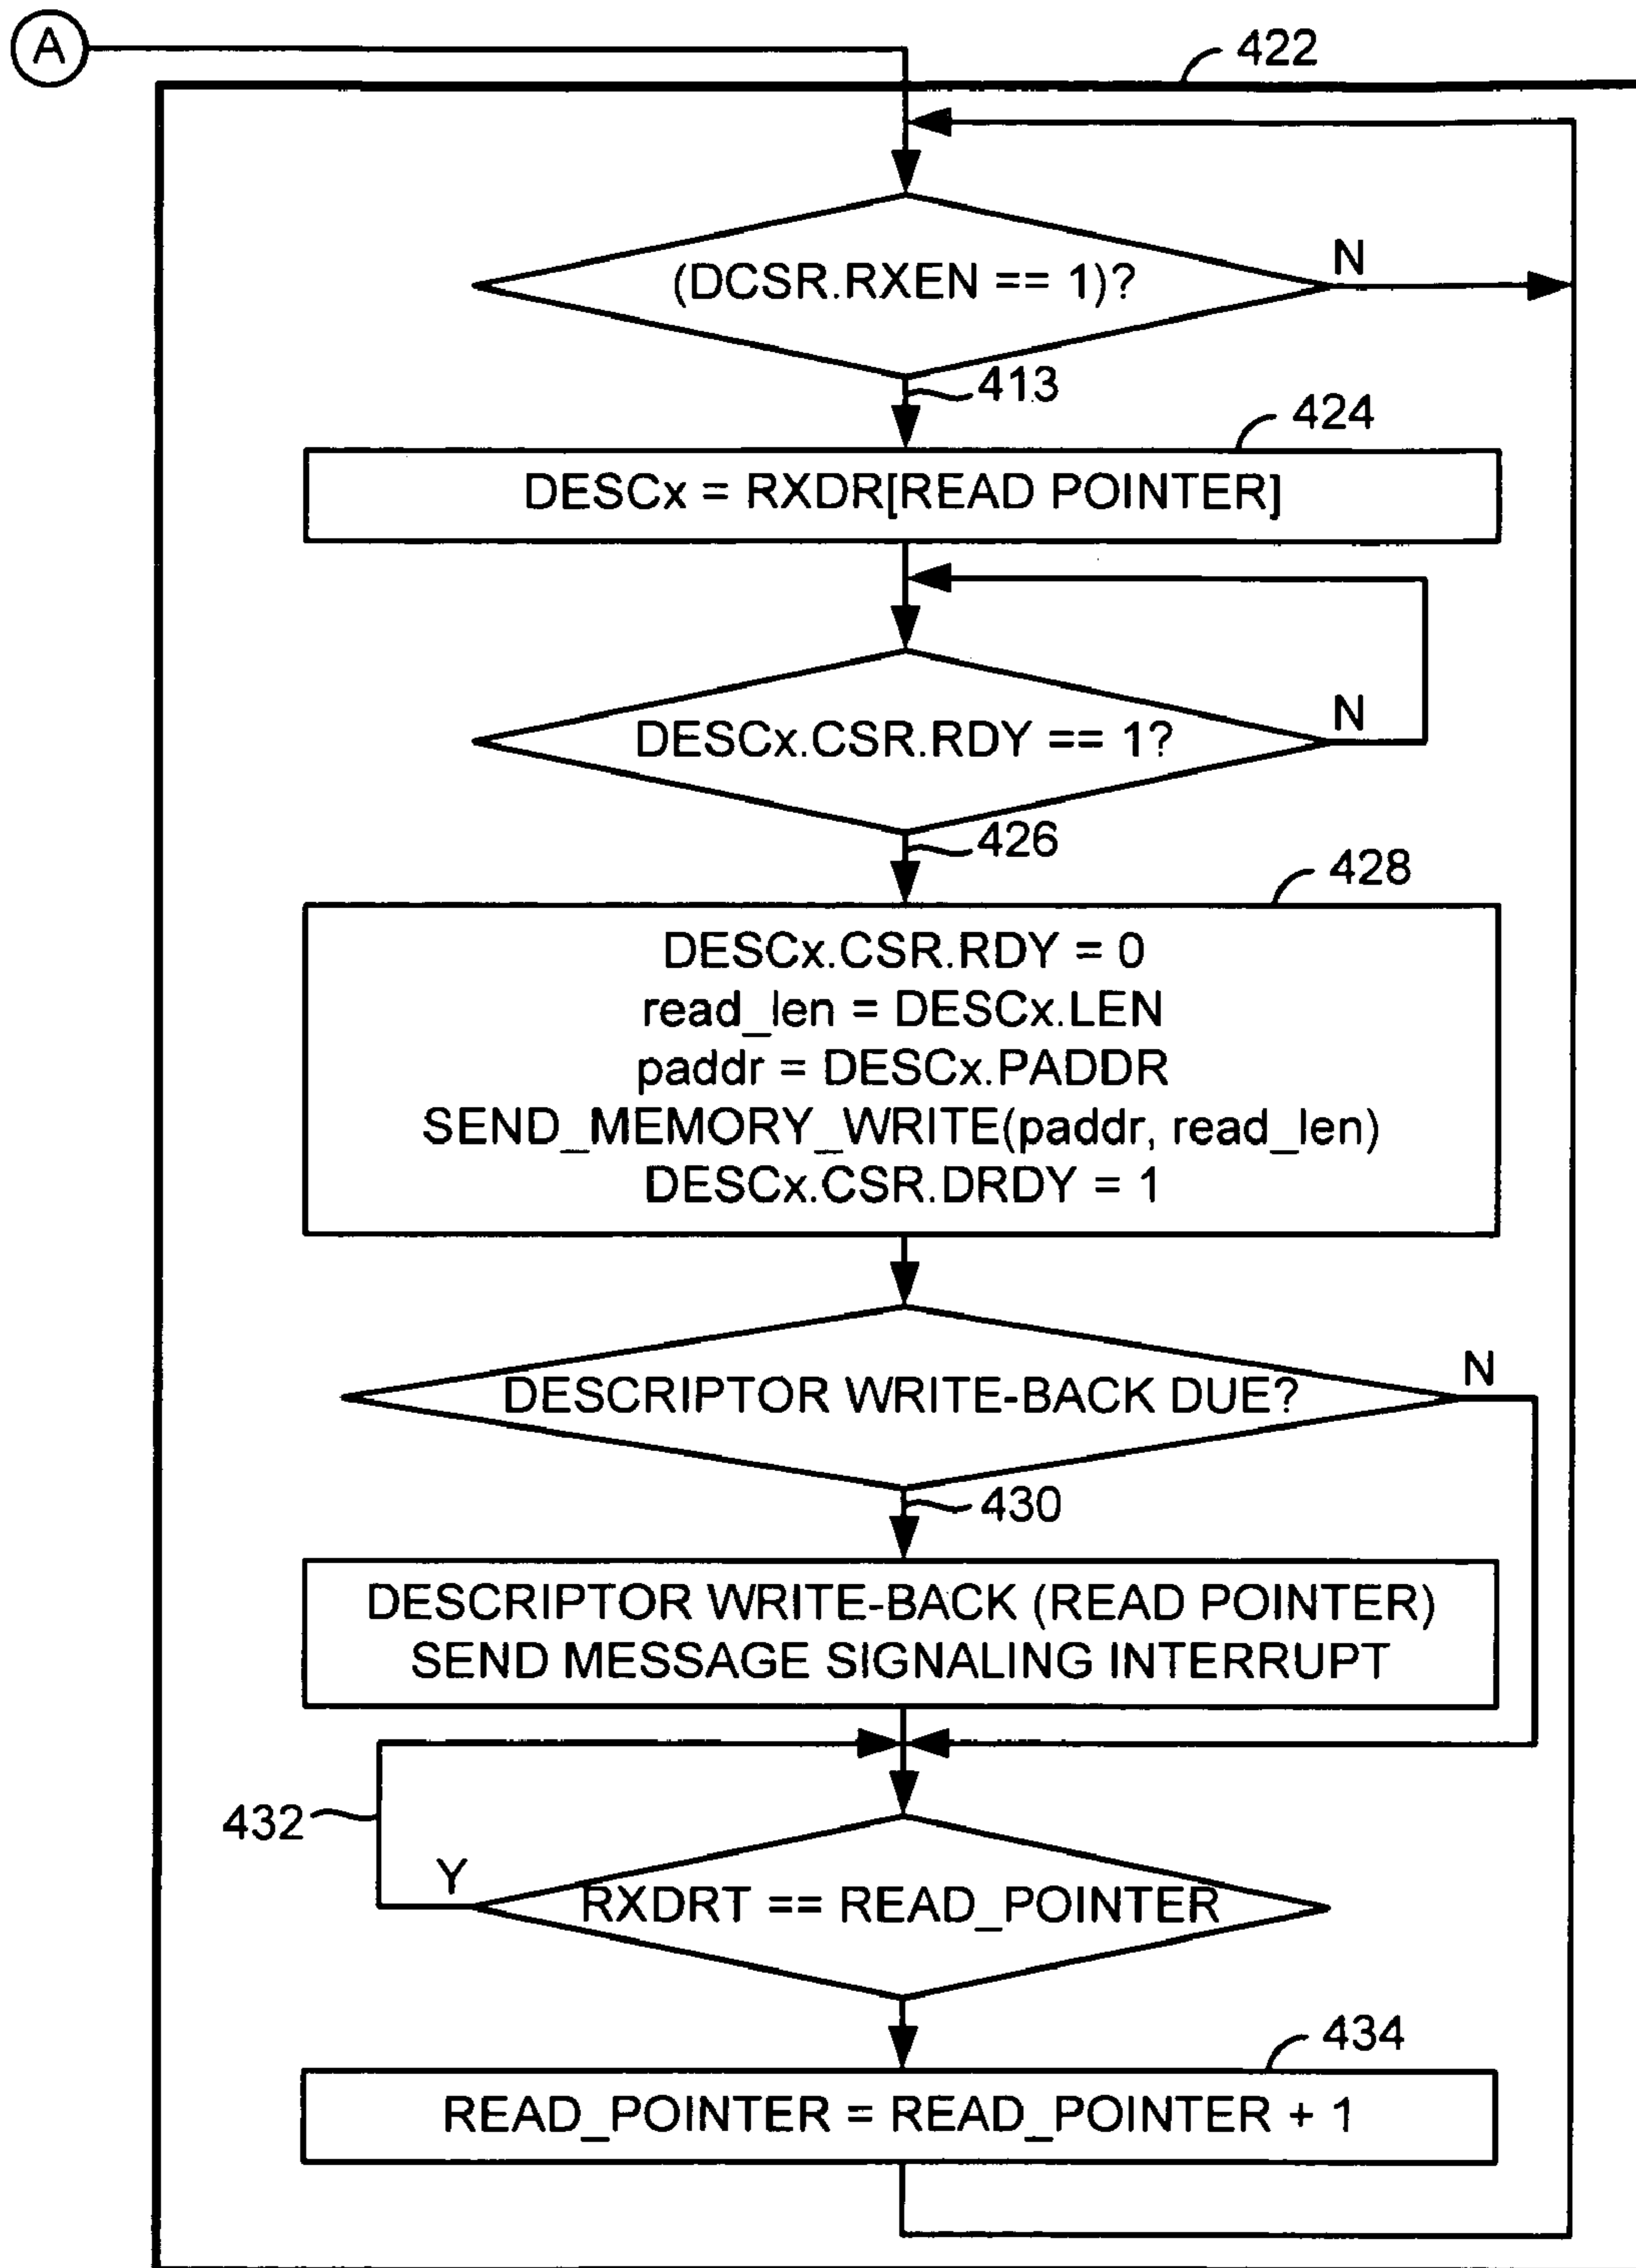 A
422
(DCSR.RXEN == 1)?
N
413
424
DESCx = RXDR[READ POINTER]
DESCx.CSR.RDY == 1?
N
426
428
DESCx.CSR.RDY = 0
read_len = DESCx.LEN
paddr = DESCx.PADDR
SEND_MEMORY_WRITE(paddr, read_len)
DESCx.CSR.DRDY = 1
DESCRIPTOR WRITE-BACK DUE?
N
430
DESCRIPTOR WRITE-BACK (READ POINTER)
SEND MESSAGE SIGNALING INTERRUPT
432
Y
RXDRT == READ_POINTER
434
READ_POINTER = READ_POINTER + 1